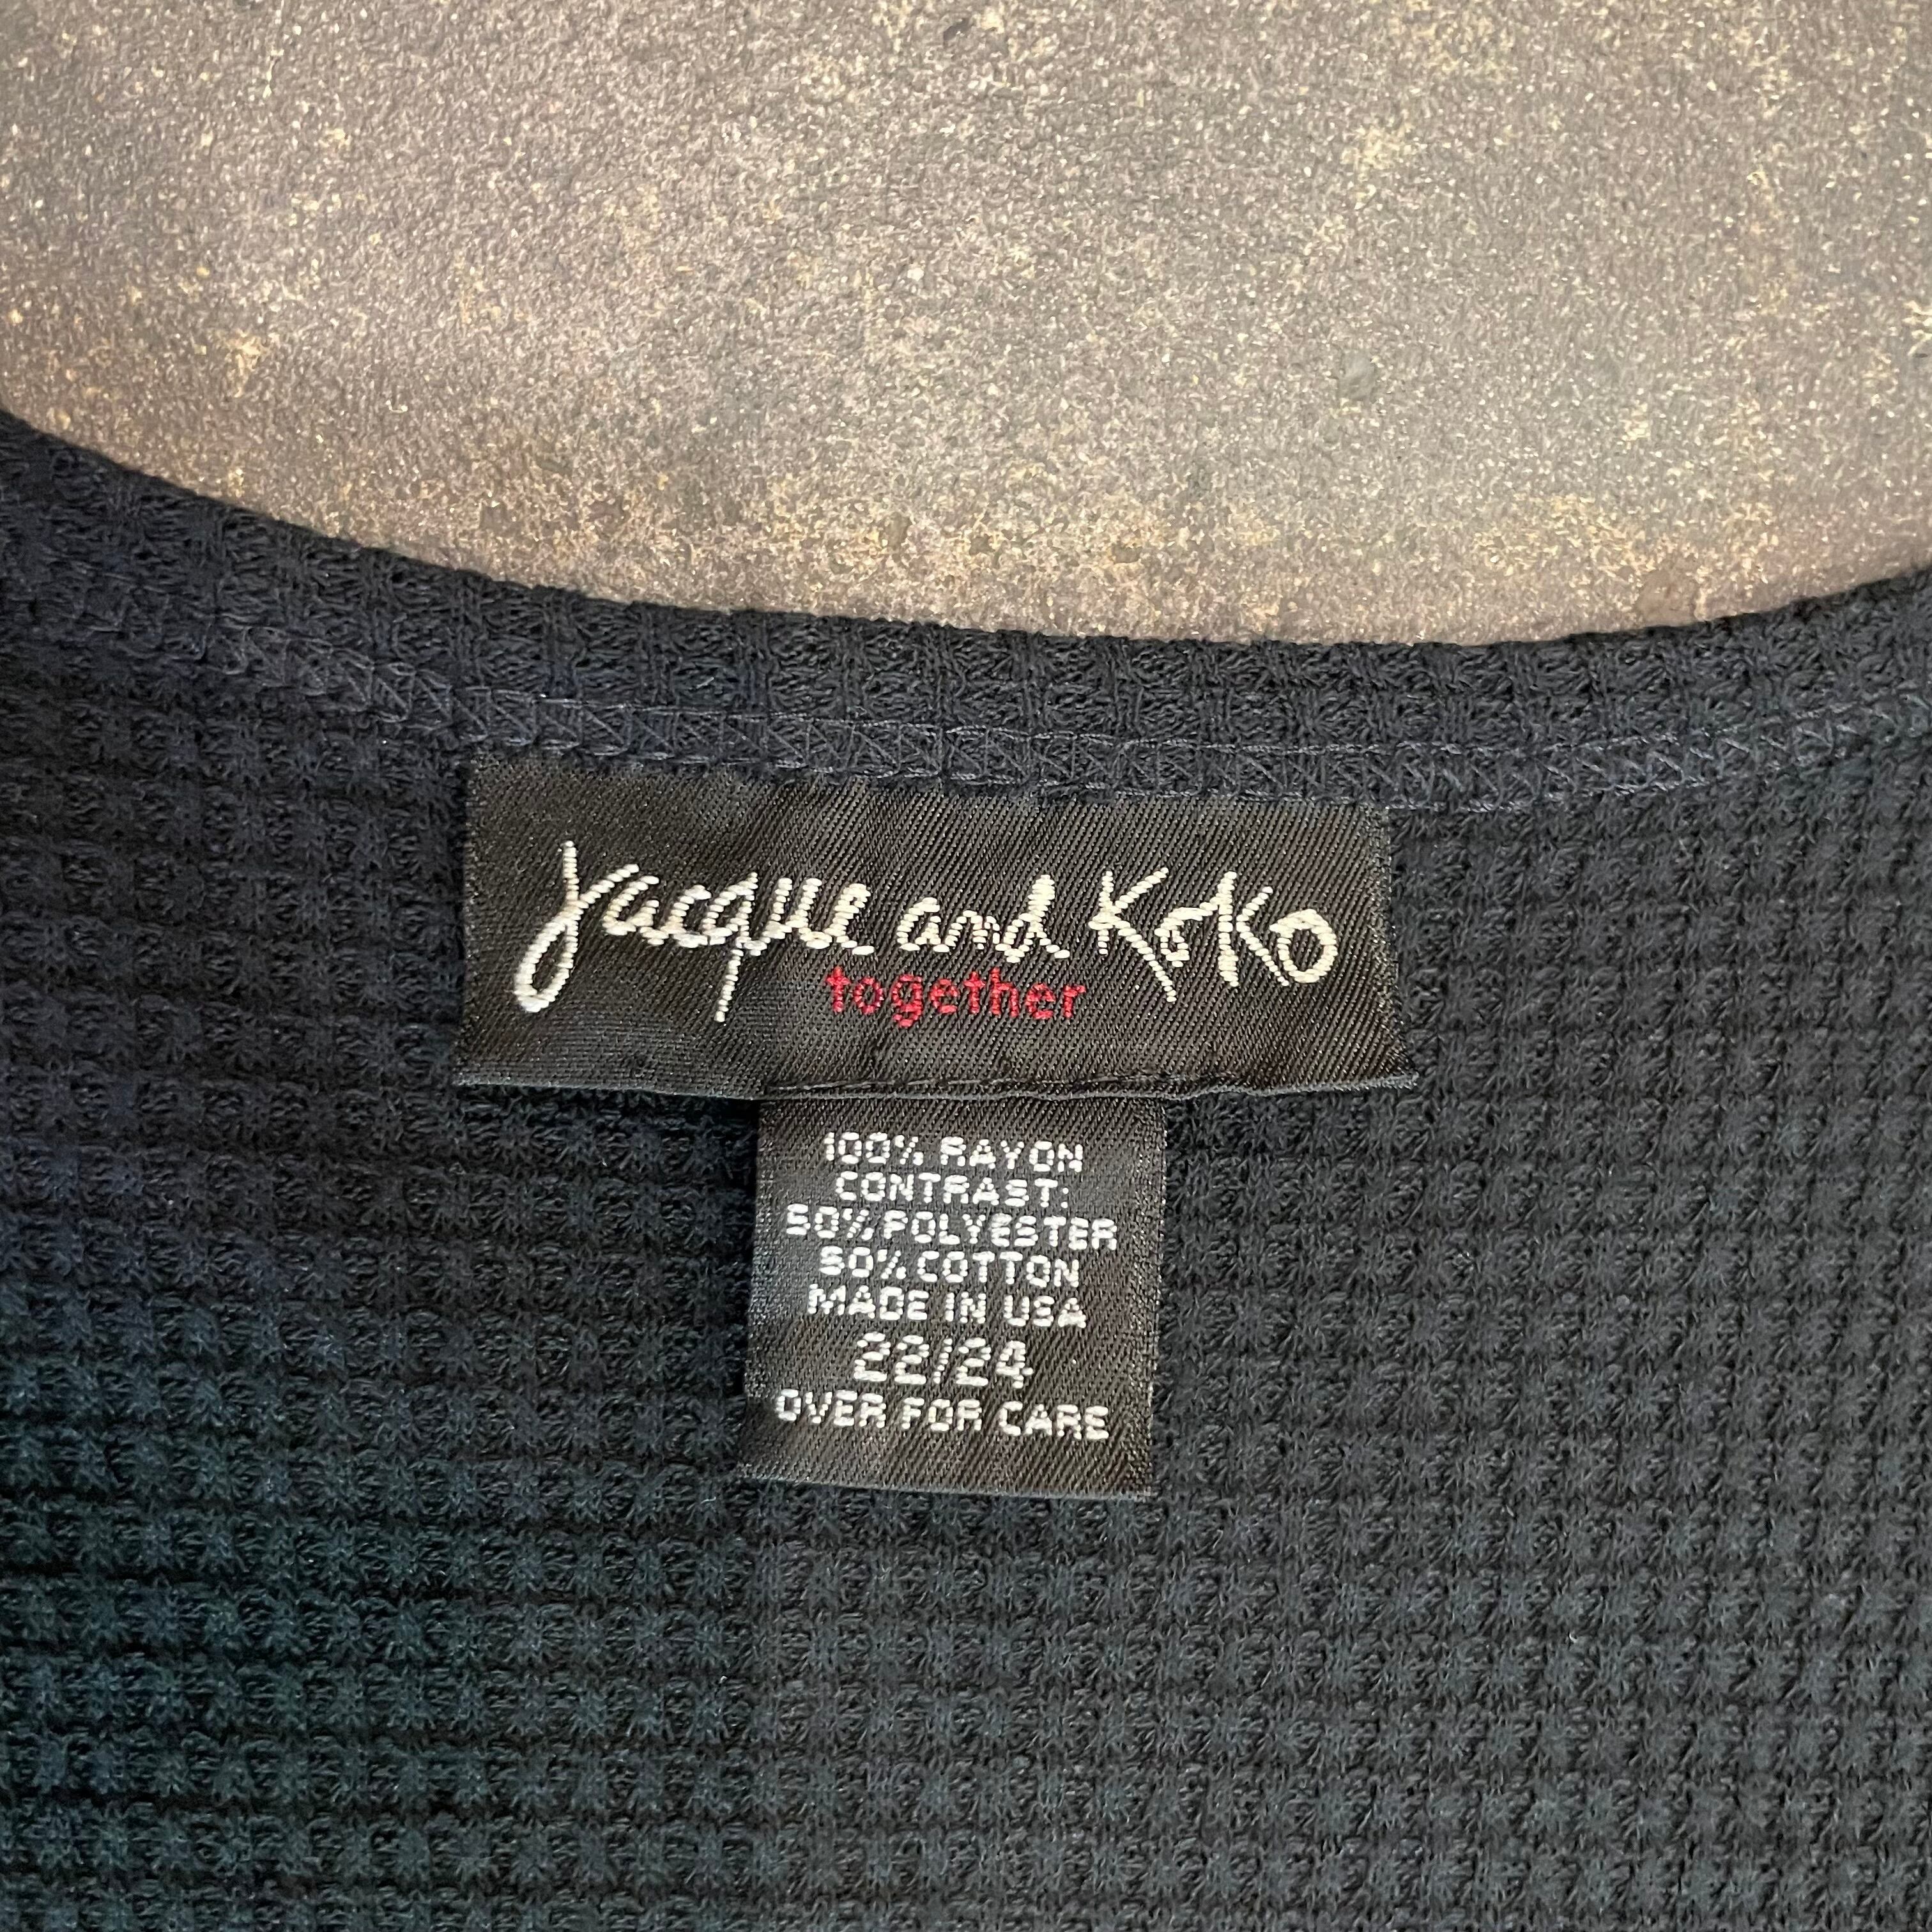 Jacque and Koko
together
100% RAYON
CONTRAST:
50% POLYESTER
50% COTTON
MADE IN USA
22/24
OVER FOR CARE